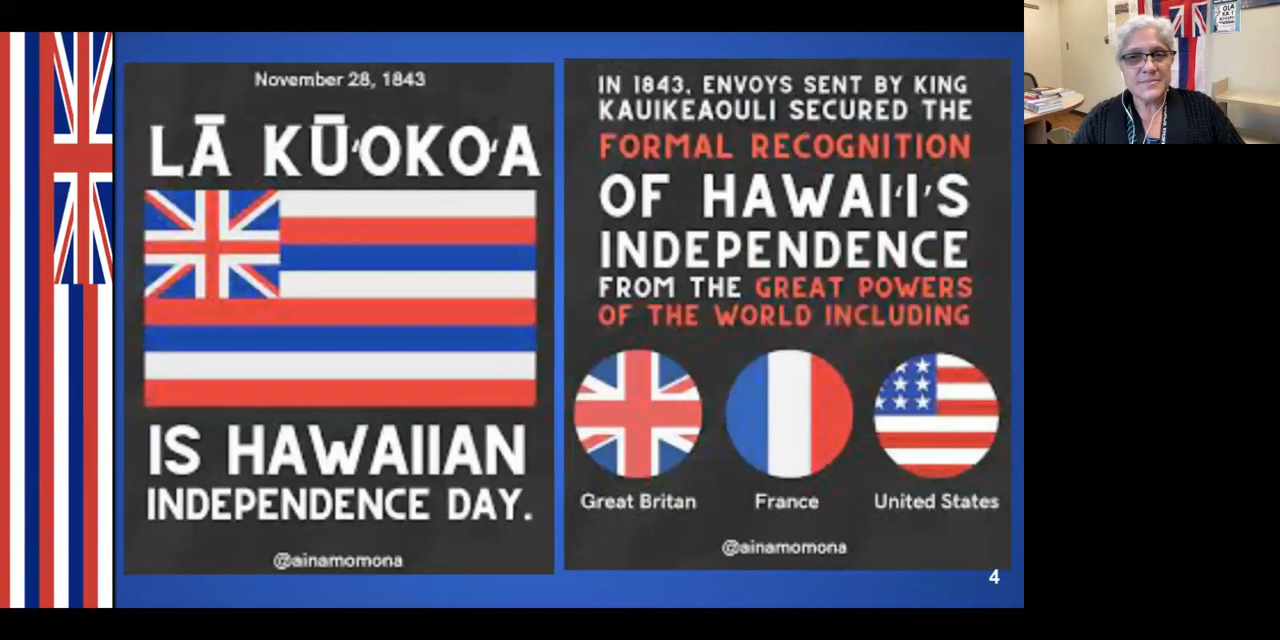 November 28, 1843
LĀ KŪʻOKOʻA
IS HAWAIIAN
INDEPENDENCE DAY.
@ainamomona
IN 1843, ENVOYS SENT BY KING
KAUIKEAOULI SECURED THE
FORMAL RECOGNITION
OF HAWAIʻI'S
INDEPENDENCE
FROM THE GREAT POWERS
OF THE WORLD INCLUDING
Great Britan
France
United States
@ainamomona
4